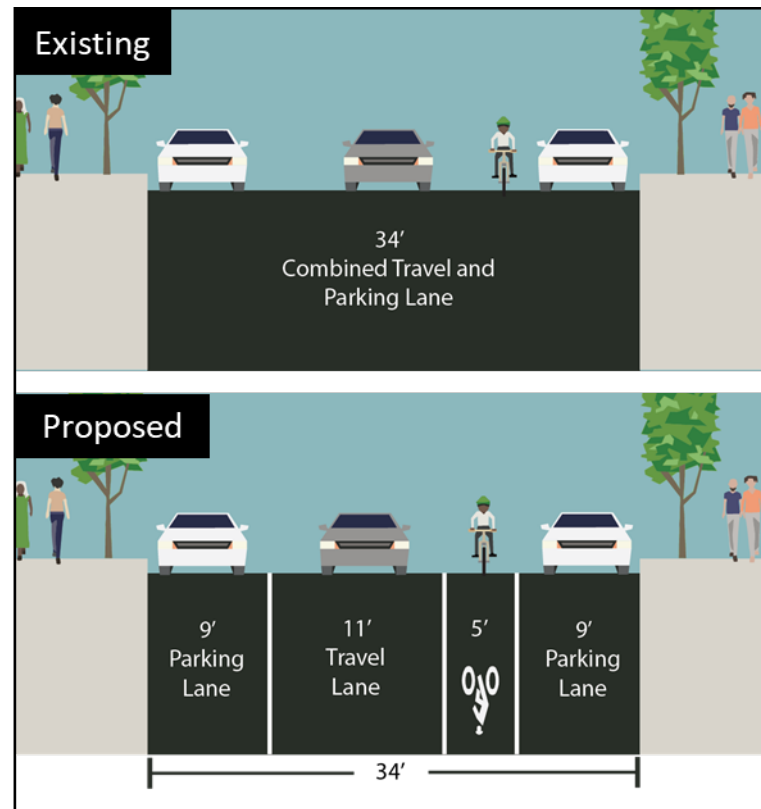 Existing
34′
Combined Travel and
Parking Lane
Proposed
9′
Parking
Lane
11′
Travel
Lane
5′
9′
Parking
Lane
34′